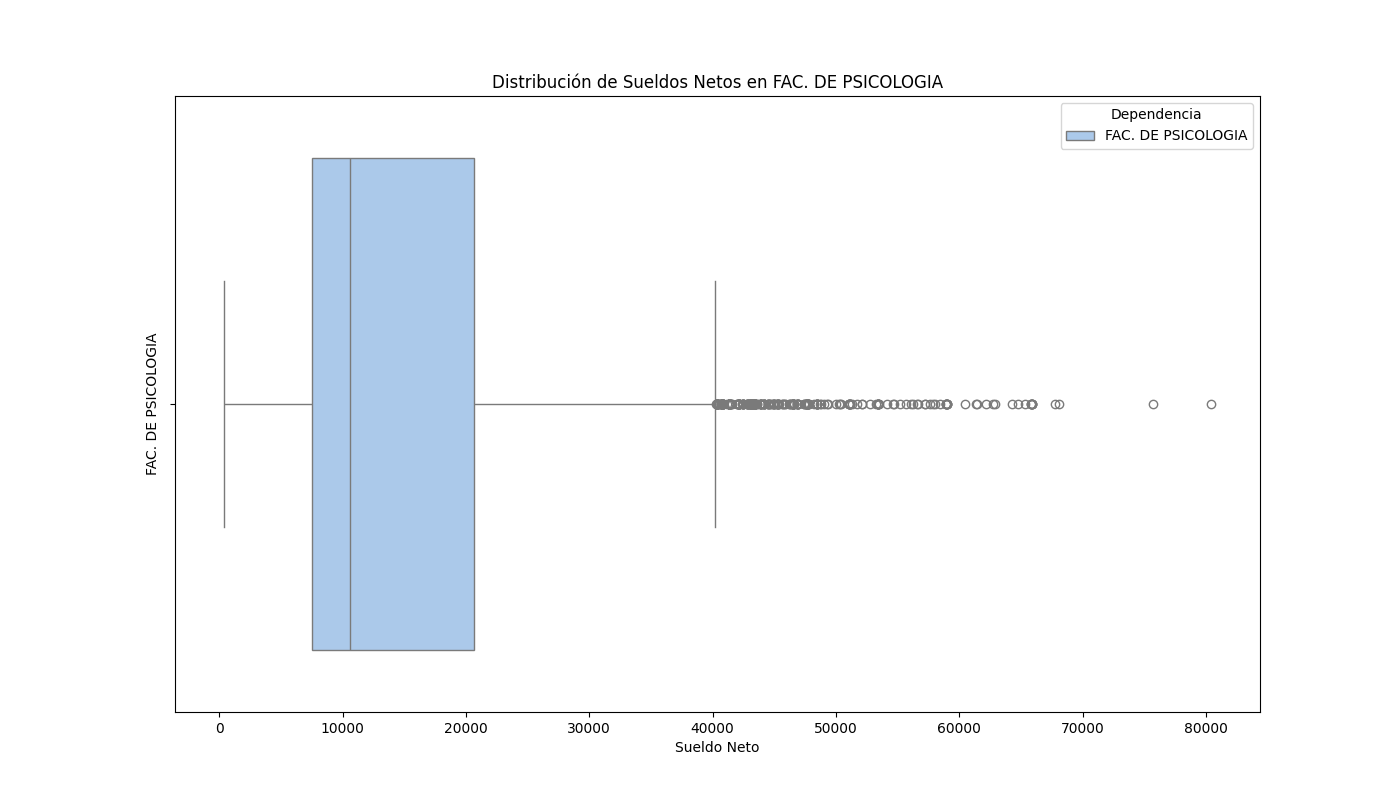 Distribución de Sueldos Netos en FAC. DE PSICOLOGIA
Dependencia
FAC. DE PSICOLOGIA
FAC. DE PSICOLOGIA
0 10000 20000 30000 40000 50000 60000 70000 80000
Sueldo Neto